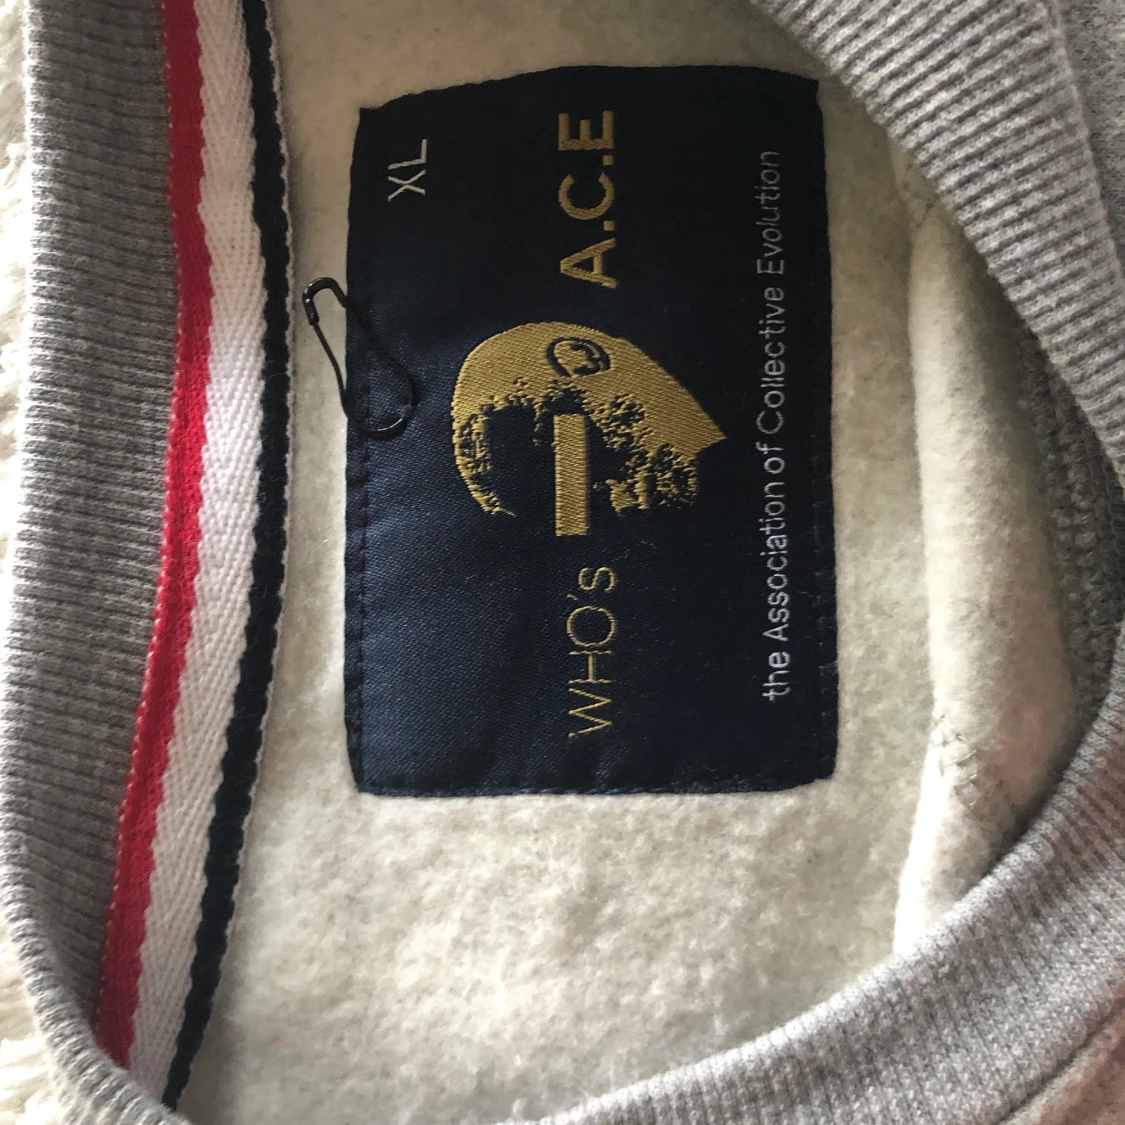 XL
WHO's A.C.E
the Association of Collective Evolution